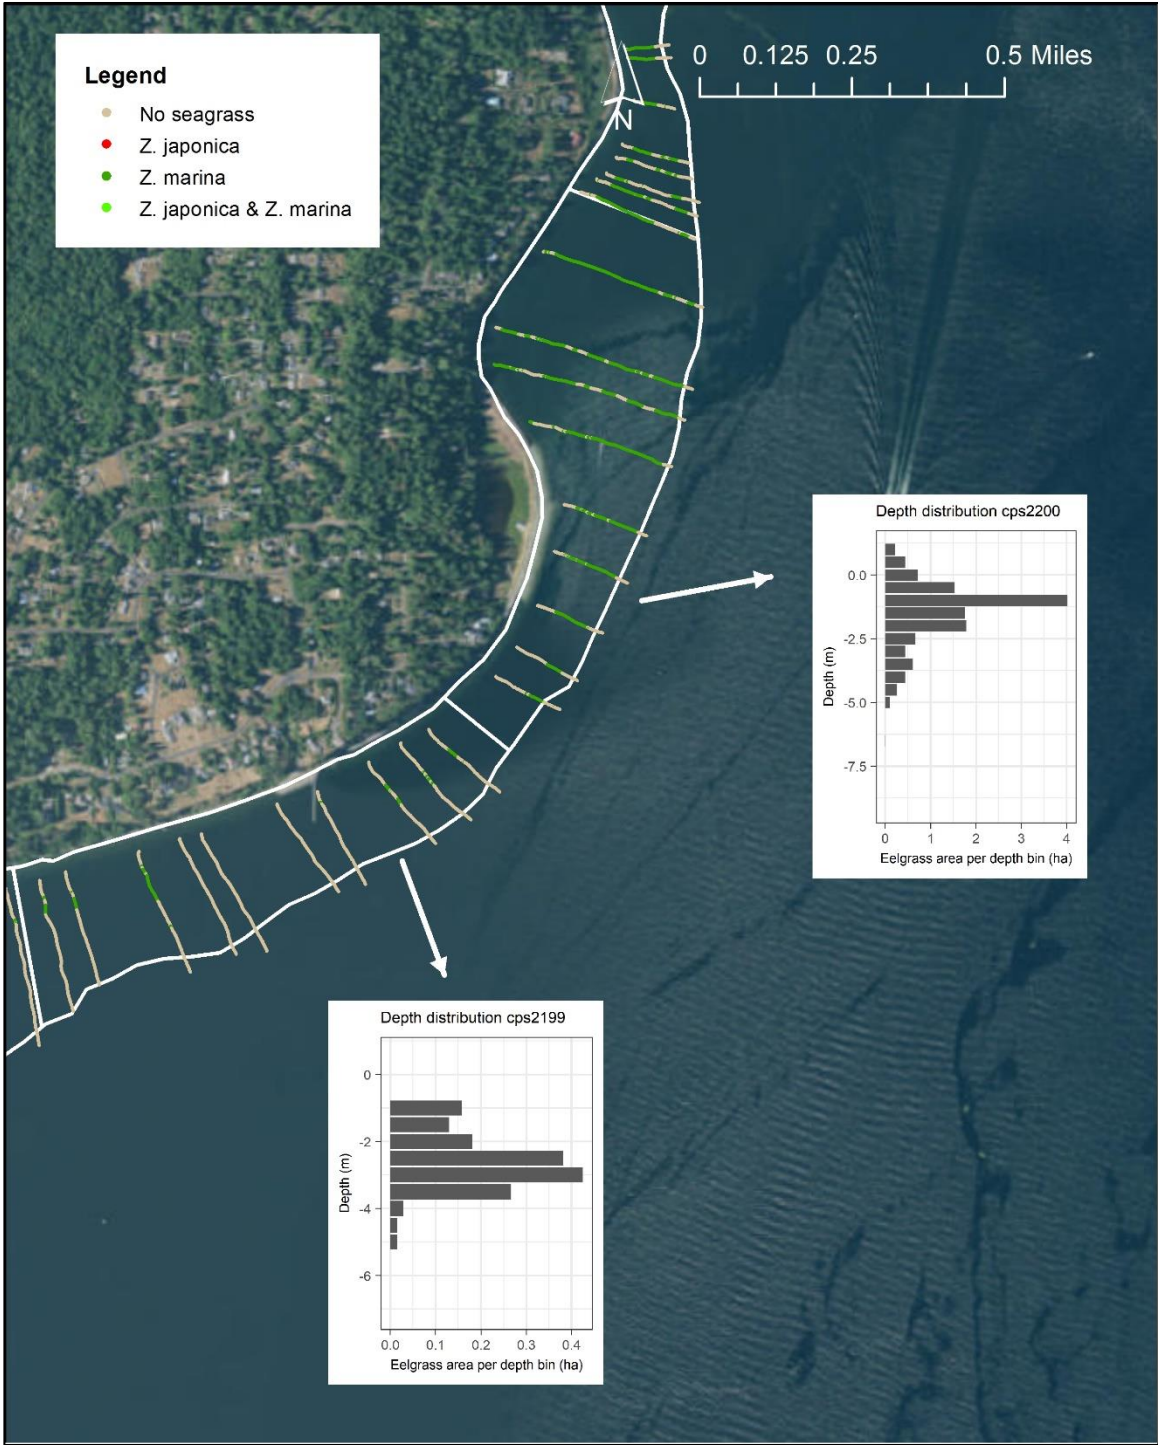 Legend
No seagrass
Z. japonica
Z. marina
Z. japonica & Z. marina
0 0.125 0.25 0.5 Miles
N
Depth distribution cps2200
0.0
-2.5
-5.0
-7.5
Depth (m)
0 1 2 3 4
Eelgrass area per depth bin (ha)
Depth distribution cps2199
0
-2
-4
-6
Depth (m)
0.0 0.1 0.2 0.3 0.4
Eelgrass area per depth bin (ha)